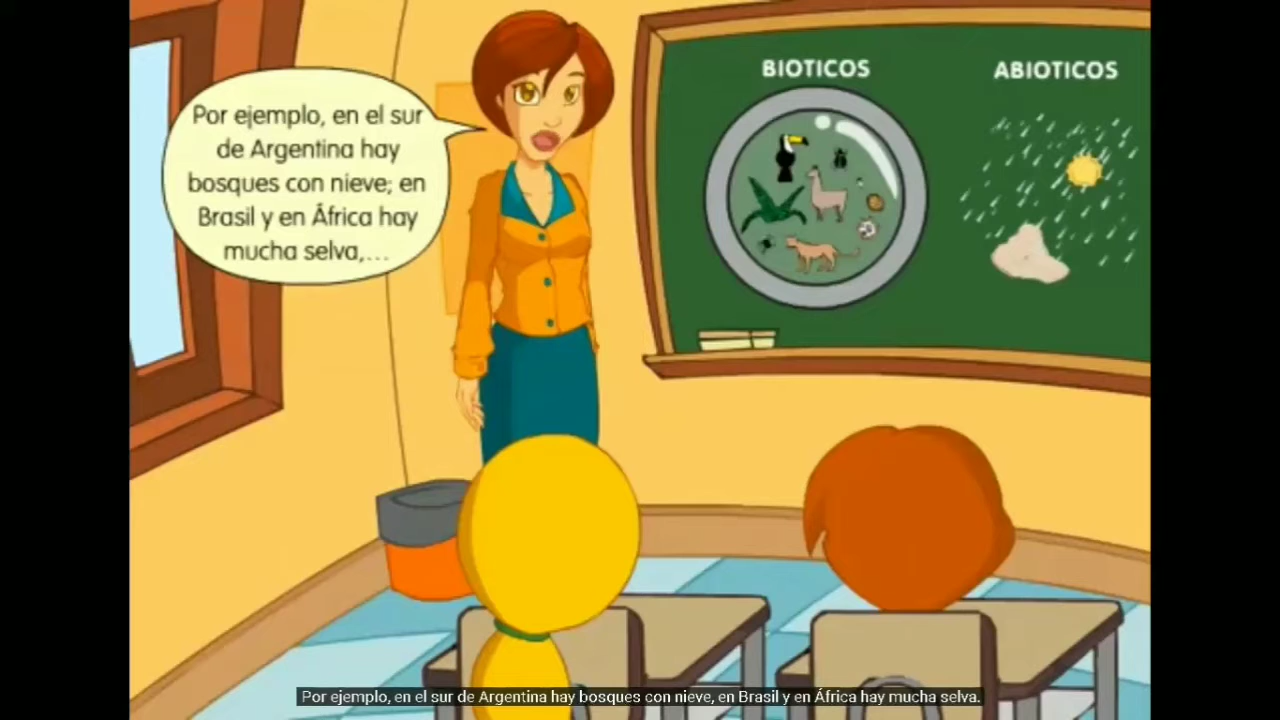 BIOTICOS
ABIOTICOS
Por ejemplo, en el sur
de Argentina hay
bosques con nieve; en
Brasil y en África hay
mucha selva,...
Por ejemplo, en el sur de Argentina hay bosques con nieve, en Brasil y en África hay mucha selva.